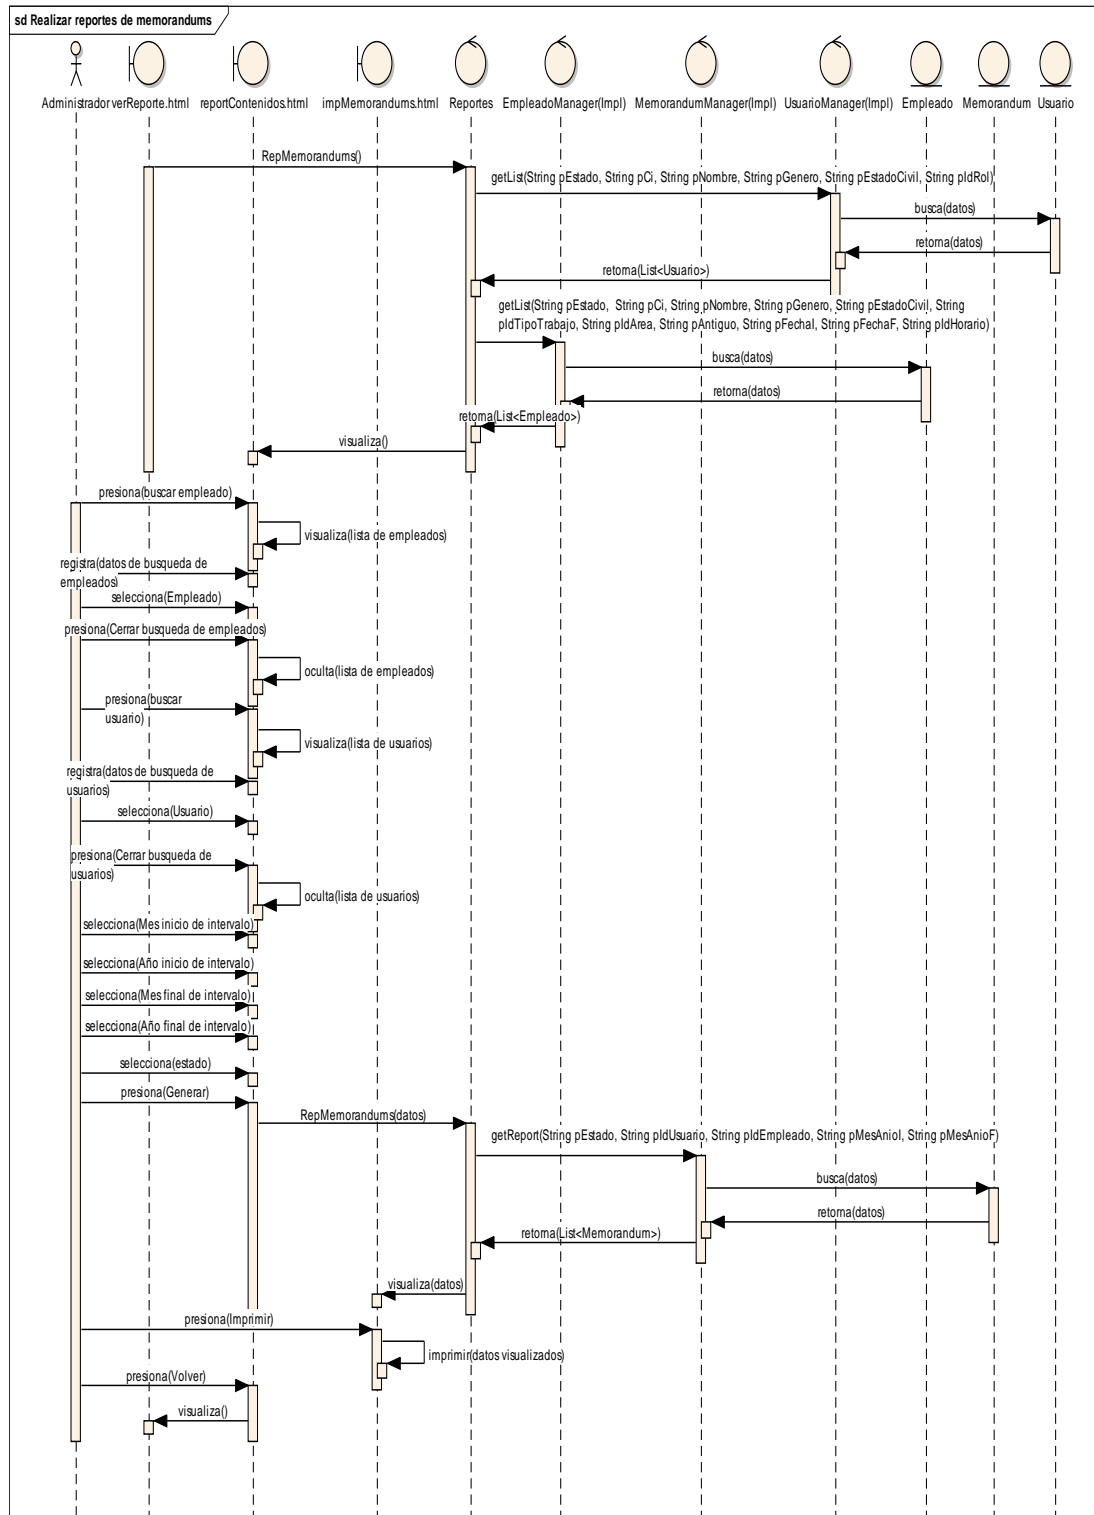 sd Realizar reportes de memorandums
Administrador verReporte.html reportContenidos.html impMemorandums.html Reportes EmpleadoManager(Impl) MemorandumManager(Impl) UsuarioManager(Impl) Empleado Memorandum Usuario
RepMemorandums()
getList(String pEstado, String pCi, String pNombre, String pGenero, String pEstadoCivil, String pIdRol)
busca(datos)
retorna(datos)
retorna(List<Usuario>)
getList(String pEstado, String pCi, String pNombre, String pGenero, String pEstadoCivil, String
pIdTipoTrabajo, String pIdArea, String pAntiguo, String pFechaI, String pFechaF, String pIdHorario)
busca(datos)
retorna(datos)
retorna(List<Empleado>)
visualiza()
presiona(buscar empleado)
visualiza(lista de empleados)
registra(datos de busqueda de
empleados)
selecciona(Empleado)
presiona(Cerrar busqueda de empleados)
oculta(lista de empleados)
presiona(buscar
usuario)
visualiza(lista de usuarios)
registra(datos de busqueda de
usuarios)
selecciona(Usuario)
presiona(Cerrar busqueda de
usuarios)
oculta(lista de usuarios)
selecciona(Mes inicio de intervalo)
selecciona(Año inicio de intervalo)
selecciona(Mes final de intervalo)
selecciona(Año final de intervalo)
selecciona(estado)
presiona(Generar)
RepMemorandums(datos)
getReport(String pEstado, String pIdUsuario, String pIdEmpleado, String pMesAnioI, String pMesAnioF)
busca(datos)
retorna(datos)
retorna(List<Memorandum>)
visualiza(datos)
presiona(Imprimir)
imprimir(datos visualizados)
presiona(Volver)
visualiza()